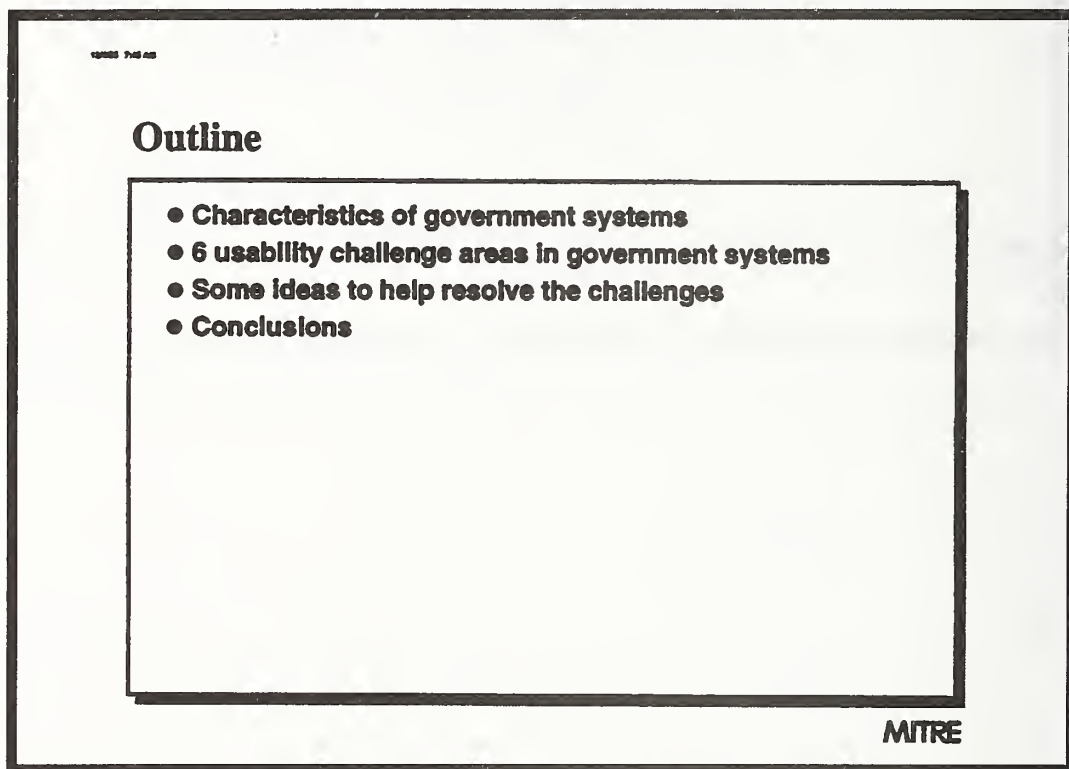 Outline
● Characteristics of government systems
● 6 usability challenge areas in government systems
● Some ideas to help resolve the challenges
● Conclusions
MITRE